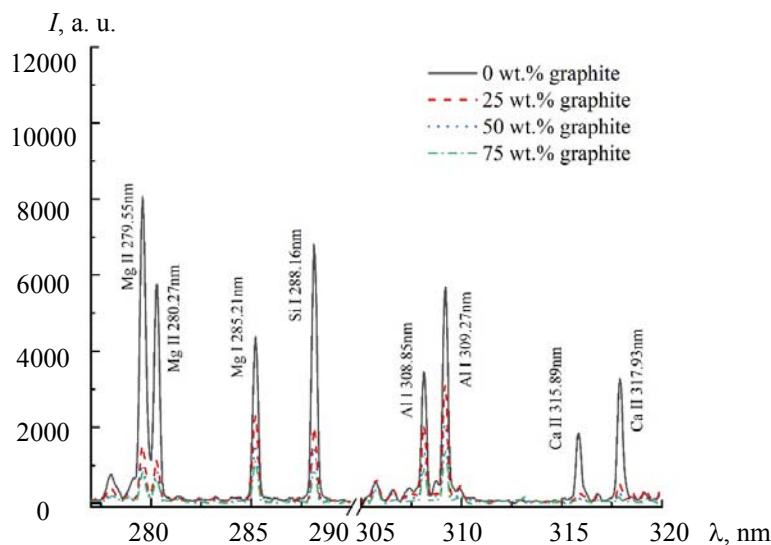 I, a. u.
12000
10000
8000
6000
4000
2000
0
0 wt.% graphite
25 wt.% graphite
50 wt.% graphite
75 wt.% graphite
Mg II 279.55nm
Mg II 280.27nm
Mg I 285.21nm
Si I 288.16nm
Al I 308.85nm
Al I 309.27nm
Ca II 315.89nm
Ca II 317.93nm
280 285 290 305 310 315 320 λ, nm